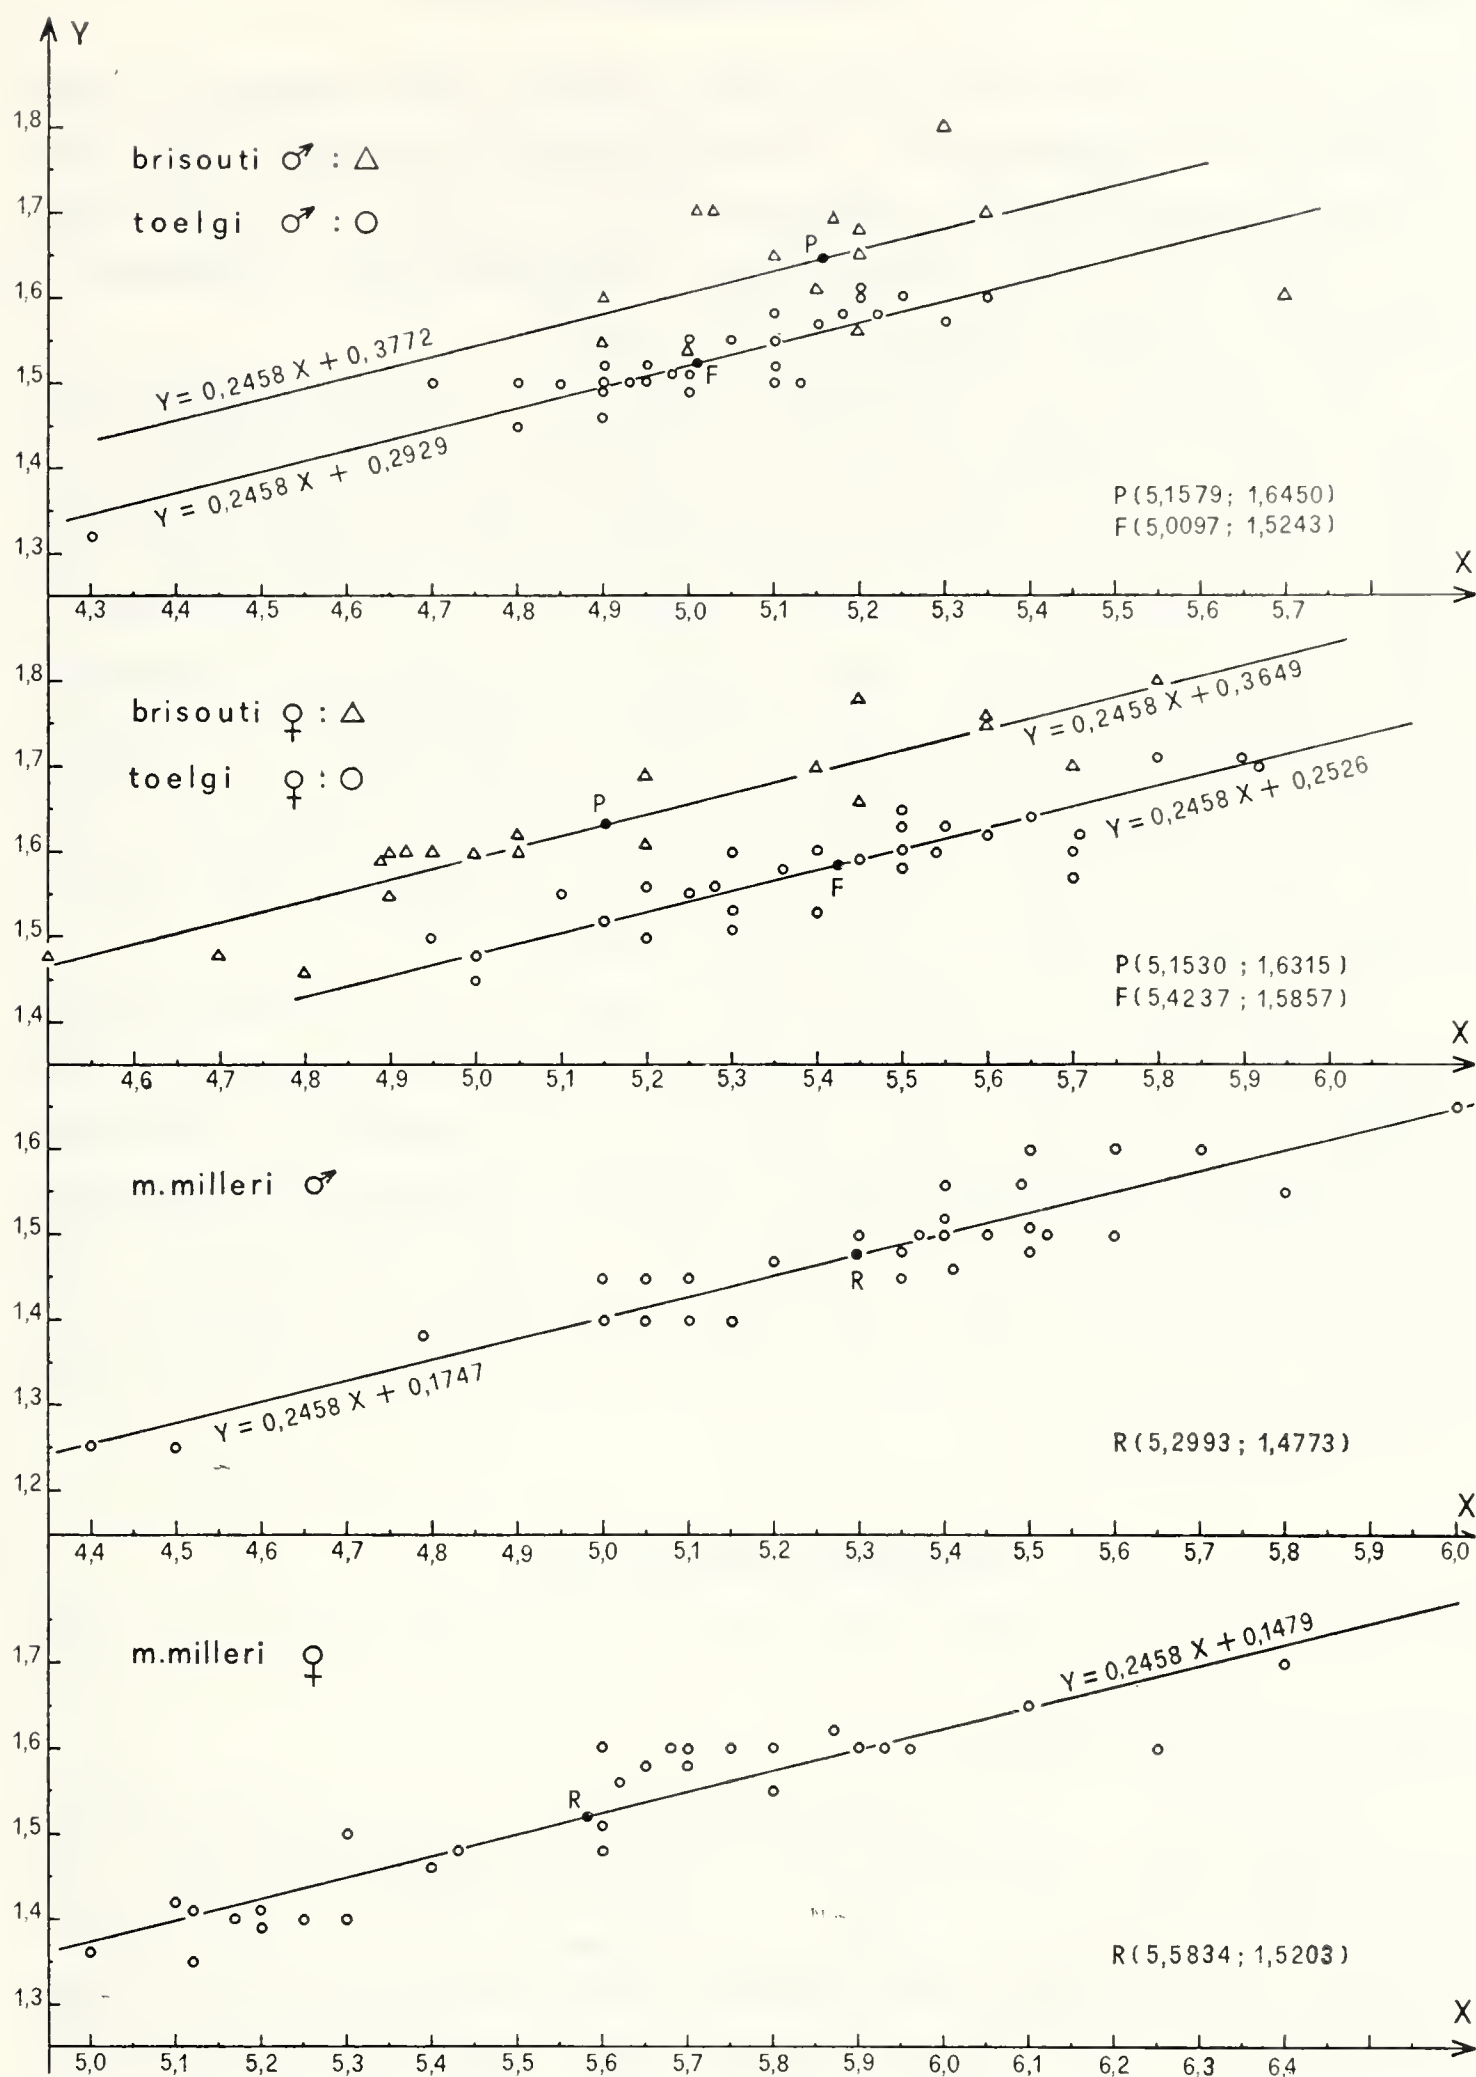 Y
1,8
brisouti ♂ : △
1,7
toelgi ♂ : ○
P
1,6
Y = 0,2458 X + 0,3772
1,5
F
Y = 0,2458 X + 0,2929
1,4
P(5,1579; 1,6450)
F(5,0097; 1,5243)
1,3
X
4,3 4,4 4,5 4,6 4,7 4,8 4,9 5,0 5,1 5,2 5,3 5,4 5,5 5,6 5,7
1,8
Y = 0,2458 X + 0,3649
brisouti ♀ : △
1,7
toelgi ♀ : ○
P
Y = 0,2458 X + 0,2526
1,6
F
1,5
P(5,1530 ; 1,6315)
F(5,4237 ; 1,5857)
1,4
X
4,6 4,7 4,8 4,9 5,0 5,1 5,2 5,3 5,4 5,5 5,6 5,7 5,8 5,9 6,0
1,6
m.milleri ♂
1,5
R
1,4
Y = 0,2458 X + 0,1747
1,3
R(5,2993 ; 1,4773)
1,2
X
4,4 4,5 4,6 4,7 4,8 4,9 5,0 5,1 5,2 5,3 5,4 5,5 5,6 5,7 5,8 5,9 6,0
Y = 0,2458 X + 0,1479
m.milleri ♀
1,7
1,6
R
1,5
1,4
R(5,5834 ; 1,5203)
1,3
X
5,0 5,1 5,2 5,3 5,4 5,5 5,6 5,7 5,8 5,9 6,0 6,1 6,2 6,3 6,4